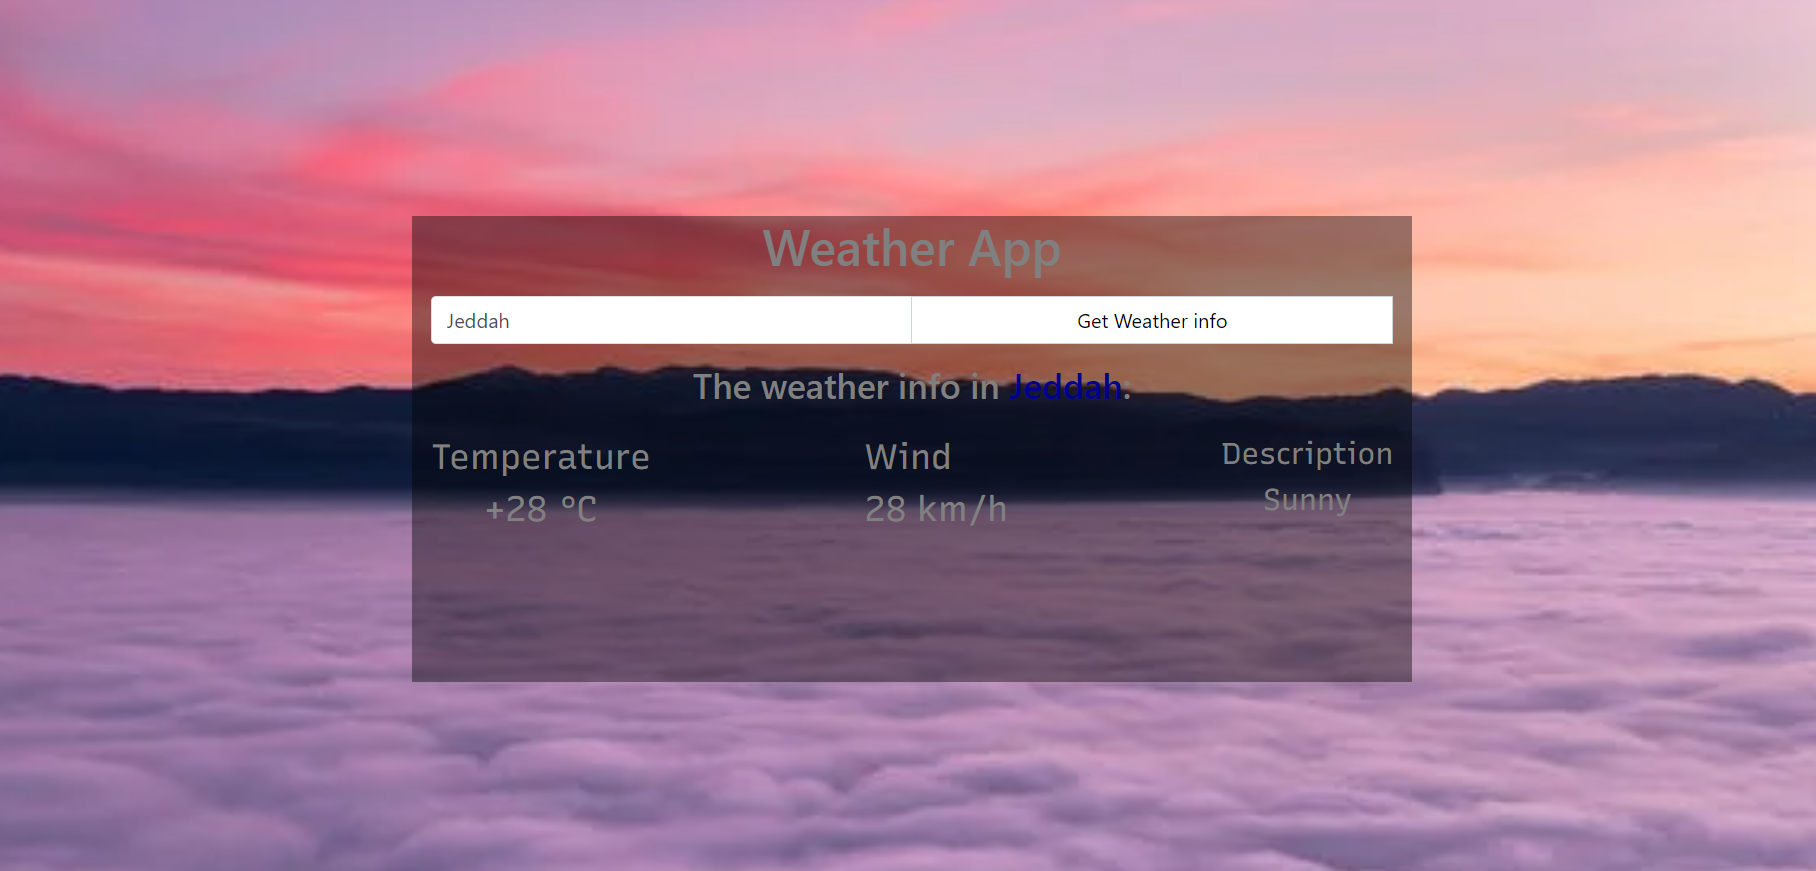 Weather App
Jeddah
Get Weather info
The weather info in Jeddah.
Temperature
+28 °C
Wind
28 km/h
Description
Sunny